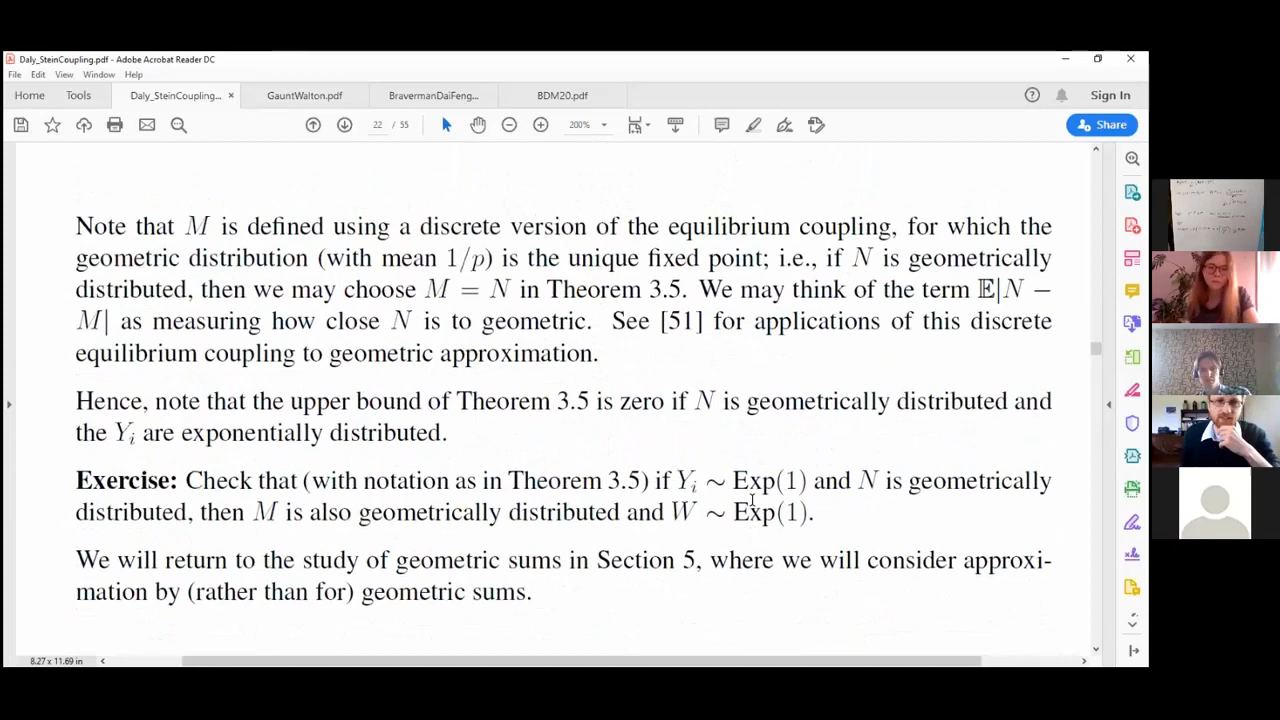 Daly_SteinCoupling.pdf - Adobe Acrobat Reader DC
File Edit View Window Help
Home Tools Daly_SteinCoupling... × GauntWalton.pdf BravermanDaiFeng... BDM20.pdf Sign In
22 / 55 200% Share
Note that M is defined using a discrete version of the equilibrium coupling, for which the
geometric distribution (with mean 1/p) is the unique fixed point; i.e., if N is geometrically
distributed, then we may choose M = N in Theorem 3.5. We may think of the term 𝔼|N −
M| as measuring how close N is to geometric. See [51] for applications of this discrete
equilibrium coupling to geometric approximation.
Hence, note that the upper bound of Theorem 3.5 is zero if N is geometrically distributed and
the Y_i are exponentially distributed.
Exercise: Check that (with notation as in Theorem 3.5) if Y_i ∼ Exp(1) and N is geometrically
distributed, then M is also geometrically distributed and W ∼ Exp(1).
We will return to the study of geometric sums in Section 5, where we will consider approxi-
mation by (rather than for) geometric sums.
8.27 x 11.69 in